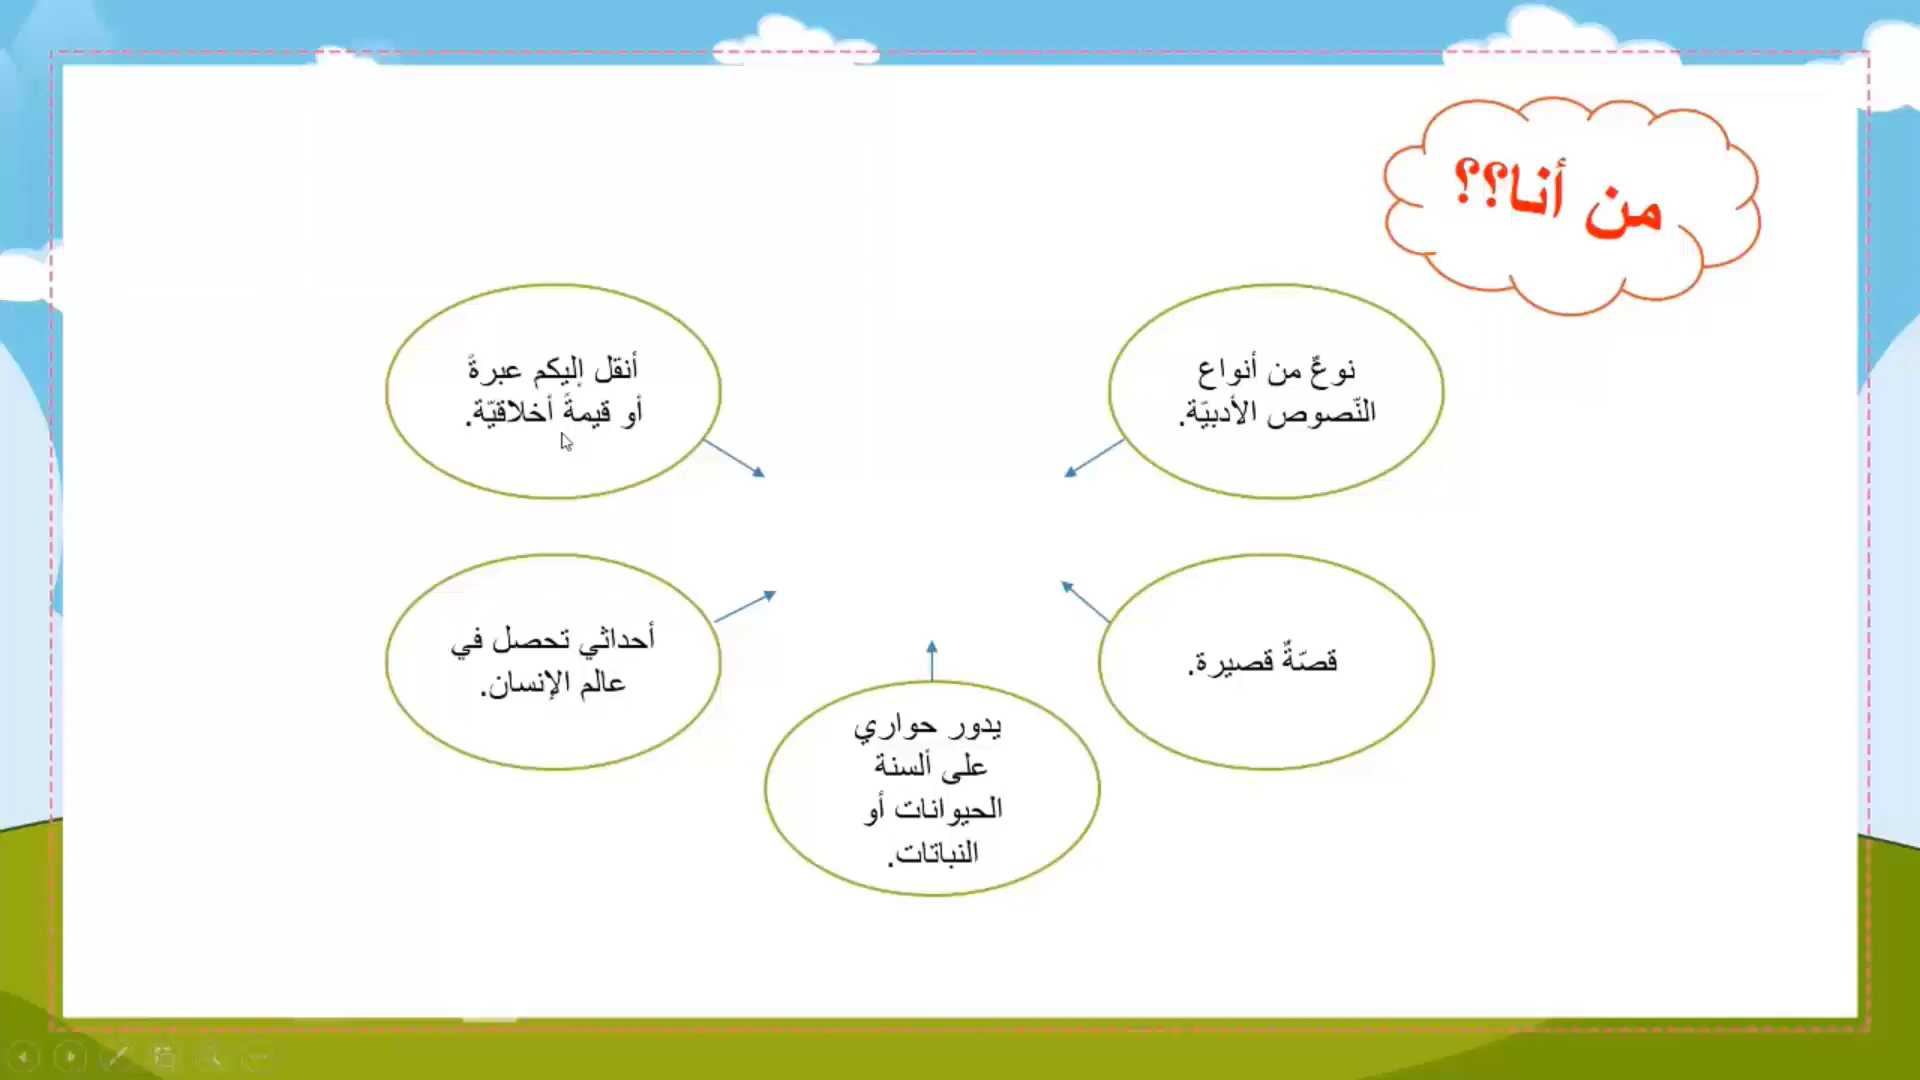 من أنا؟؟
نوعٌ من أنواع
النّصوص الأدبيّة.
أنقل إليكم عبرةً
أو قيمةً أخلاقيّة.
قصّةٌ قصيرة.
أحداثي تحصل في
عالم الإنسان.
يدور حواري
على ألسنة
الحيوانات أو
النباتات.